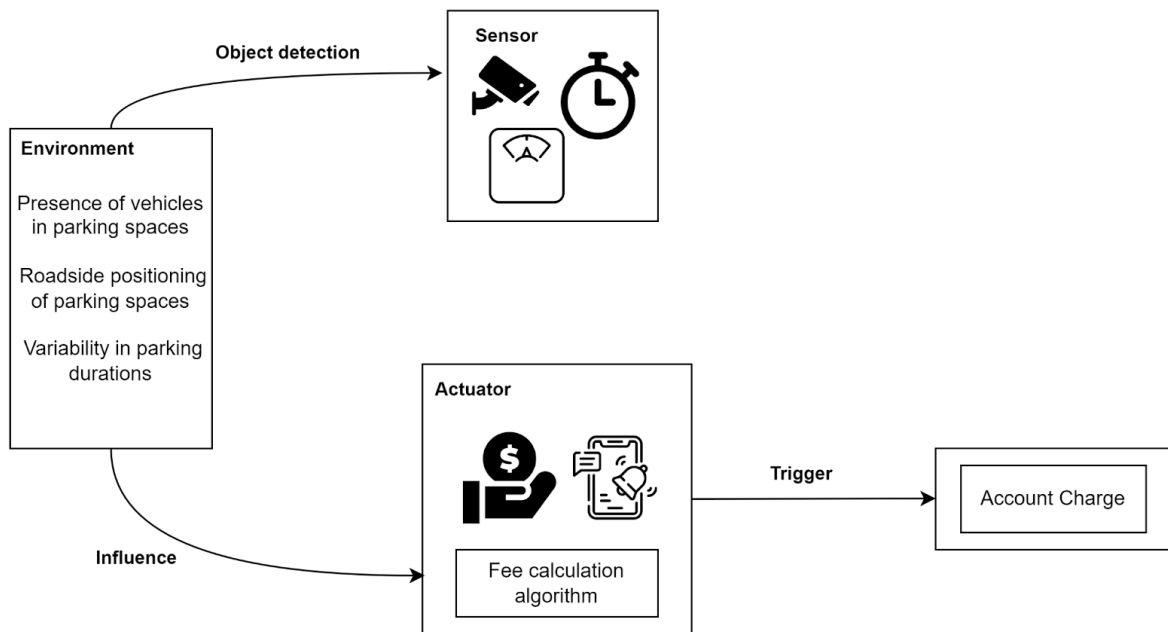 Object detection
Sensor
Environment
Presence of vehicles
in parking spaces
Roadside positioning
of parking spaces
Variability in parking
durations
Influence
Actuator
$
Fee calculation
algorithm
Trigger
Account Charge